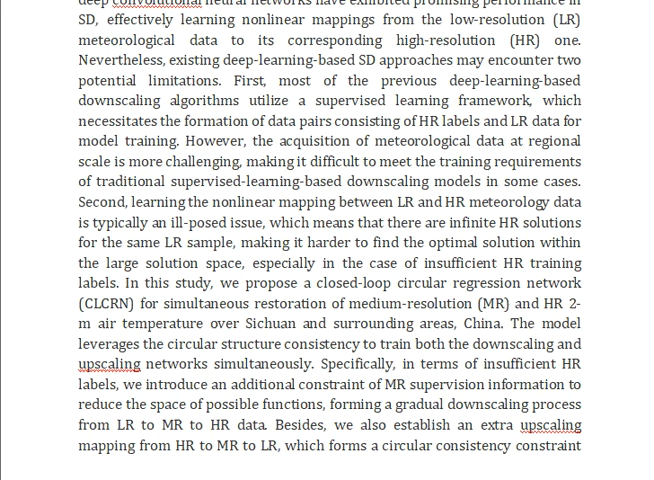 deep convolutional neural networks have exhibited promising performance in
SD, effectively learning nonlinear mappings from the low-resolution (LR)
meteorological data to its corresponding high-resolution (HR) one.
Nevertheless, existing deep-learning-based SD approaches may encounter two
potential limitations. First, most of the previous deep-learning-based
downscaling algorithms utilize a supervised learning framework, which
necessitates the formation of data pairs consisting of HR labels and LR data for
model training. However, the acquisition of meteorological data at regional
scale is more challenging, making it difficult to meet the training requirements
of traditional supervised-learning-based downscaling models in some cases.
Second, learning the nonlinear mapping between LR and HR meteorology data
is typically an ill-posed issue, which means that there are infinite HR solutions
for the same LR sample, making it harder to find the optimal solution within
the large solution space, especially in the case of insufficient HR training
labels. In this study, we propose a closed-loop circular regression network
(CLCRN) for simultaneous restoration of medium-resolution (MR) and HR 2-
m air temperature over Sichuan and surrounding areas, China. The model
leverages the circular structure consistency to train both the downscaling and
upscaling networks simultaneously. Specifically, in terms of insufficient HR
labels, we introduce an additional constraint of MR supervision information to
reduce the space of possible functions, forming a gradual downscaling process
from LR to MR to HR data. Besides, we also establish an extra upscaling
mapping from HR to MR to LR, which forms a circular consistency constraint